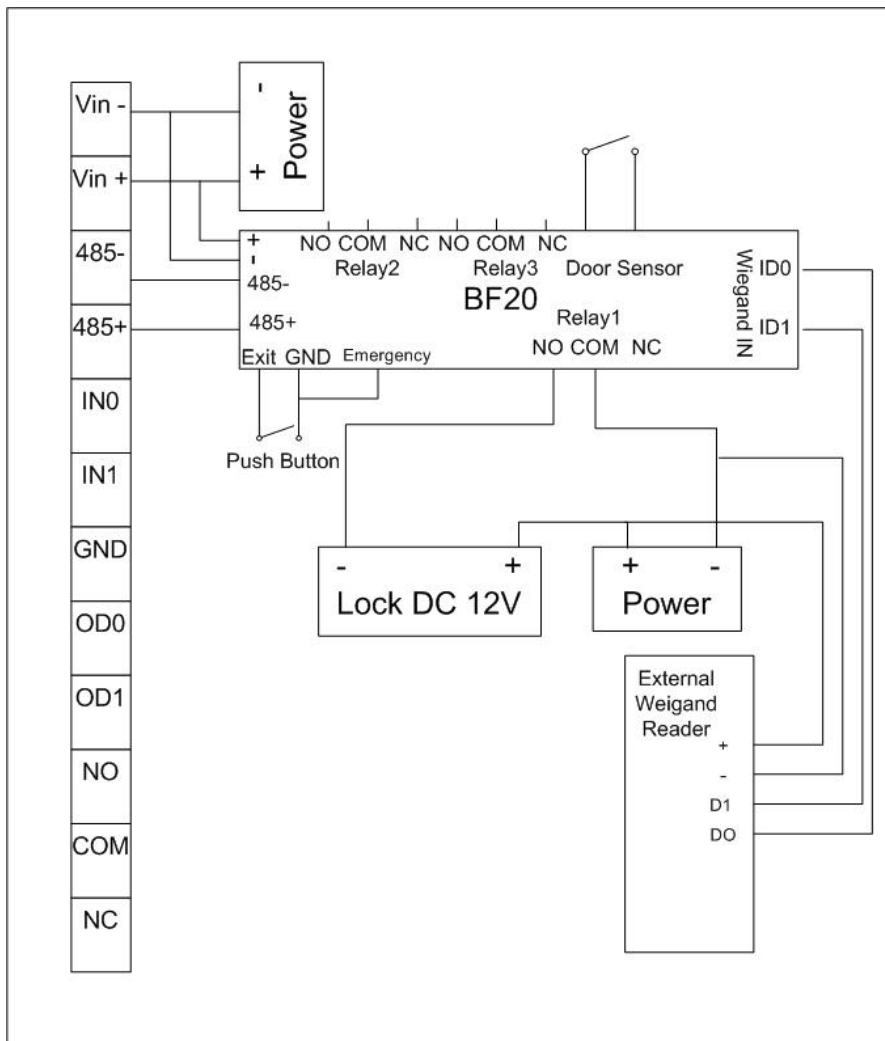 Vin -
Vin +
485-
485+
IN0
IN1
GND
OD0
OD1
NO
COM
NC
- +
Power
+
-
485-
485+
NO COM NC NO COM NC
Relay2 Relay3 Door Sensor
BF20
Relay1
NO COM NC
Wiegand IN
ID0
ID1
Exit GND Emergency
Push Button
- +
Lock DC 12V
+ -
Power
External
Weigand
Reader
+
-
D1
DO